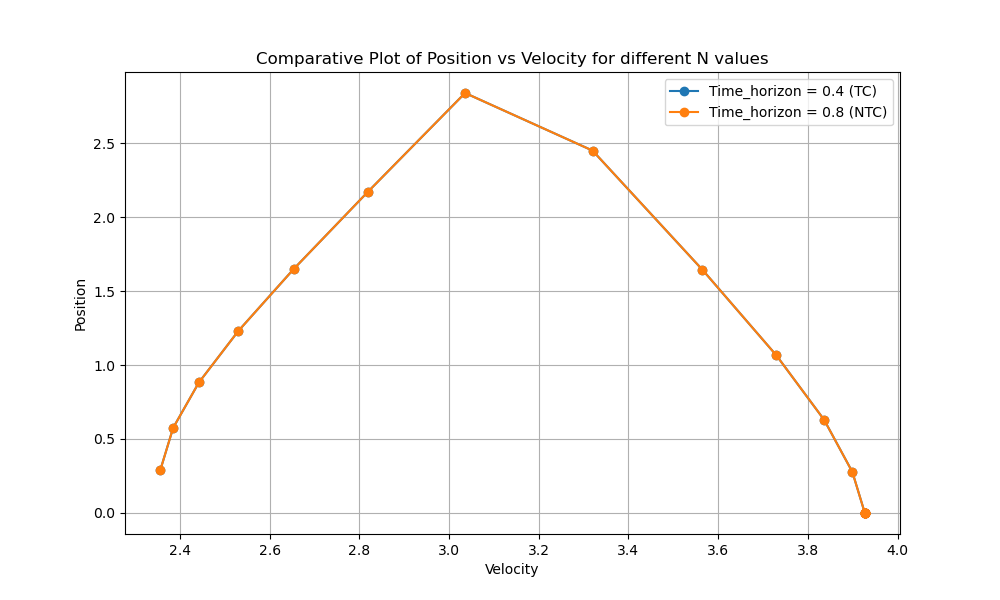 Comparative Plot of Position vs Velocity for different N values
Time_horizon = 0.4 (TC)
Time_horizon = 0.8 (NTC)
2.5
2.0
1.5
1.0
0.5
0.0
Position
2.4 2.6 2.8 3.0 3.2 3.4 3.6 3.8 4.0
Velocity